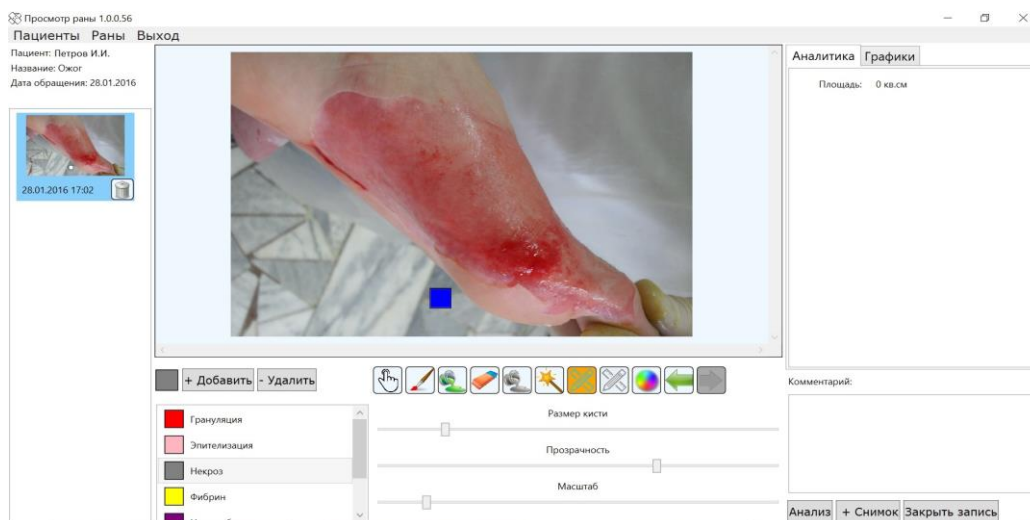 Просмотр раны 1.0.0.56
Пациенты Раны Выход
Пациент: Петров И.И.
Название: Ожог
Дата обращения: 28.01.2016
28.01.2016 17:02
Аналитика Графики
Площадь: 0 кв.см
+ Добавить - Удалить
Грануляция
Эпителизация
Некроз
Фибрин
Размер кисти
Прозрачность
Масштаб
Комментарий:
Анализ + Снимок Закрыть запись